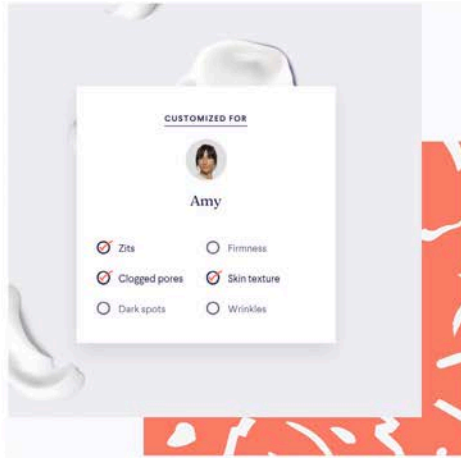 CUSTOMIZED FOR
Amy
Zits
Firmness
Clogged pores
Skin texture
Dark spots
Wrinkles